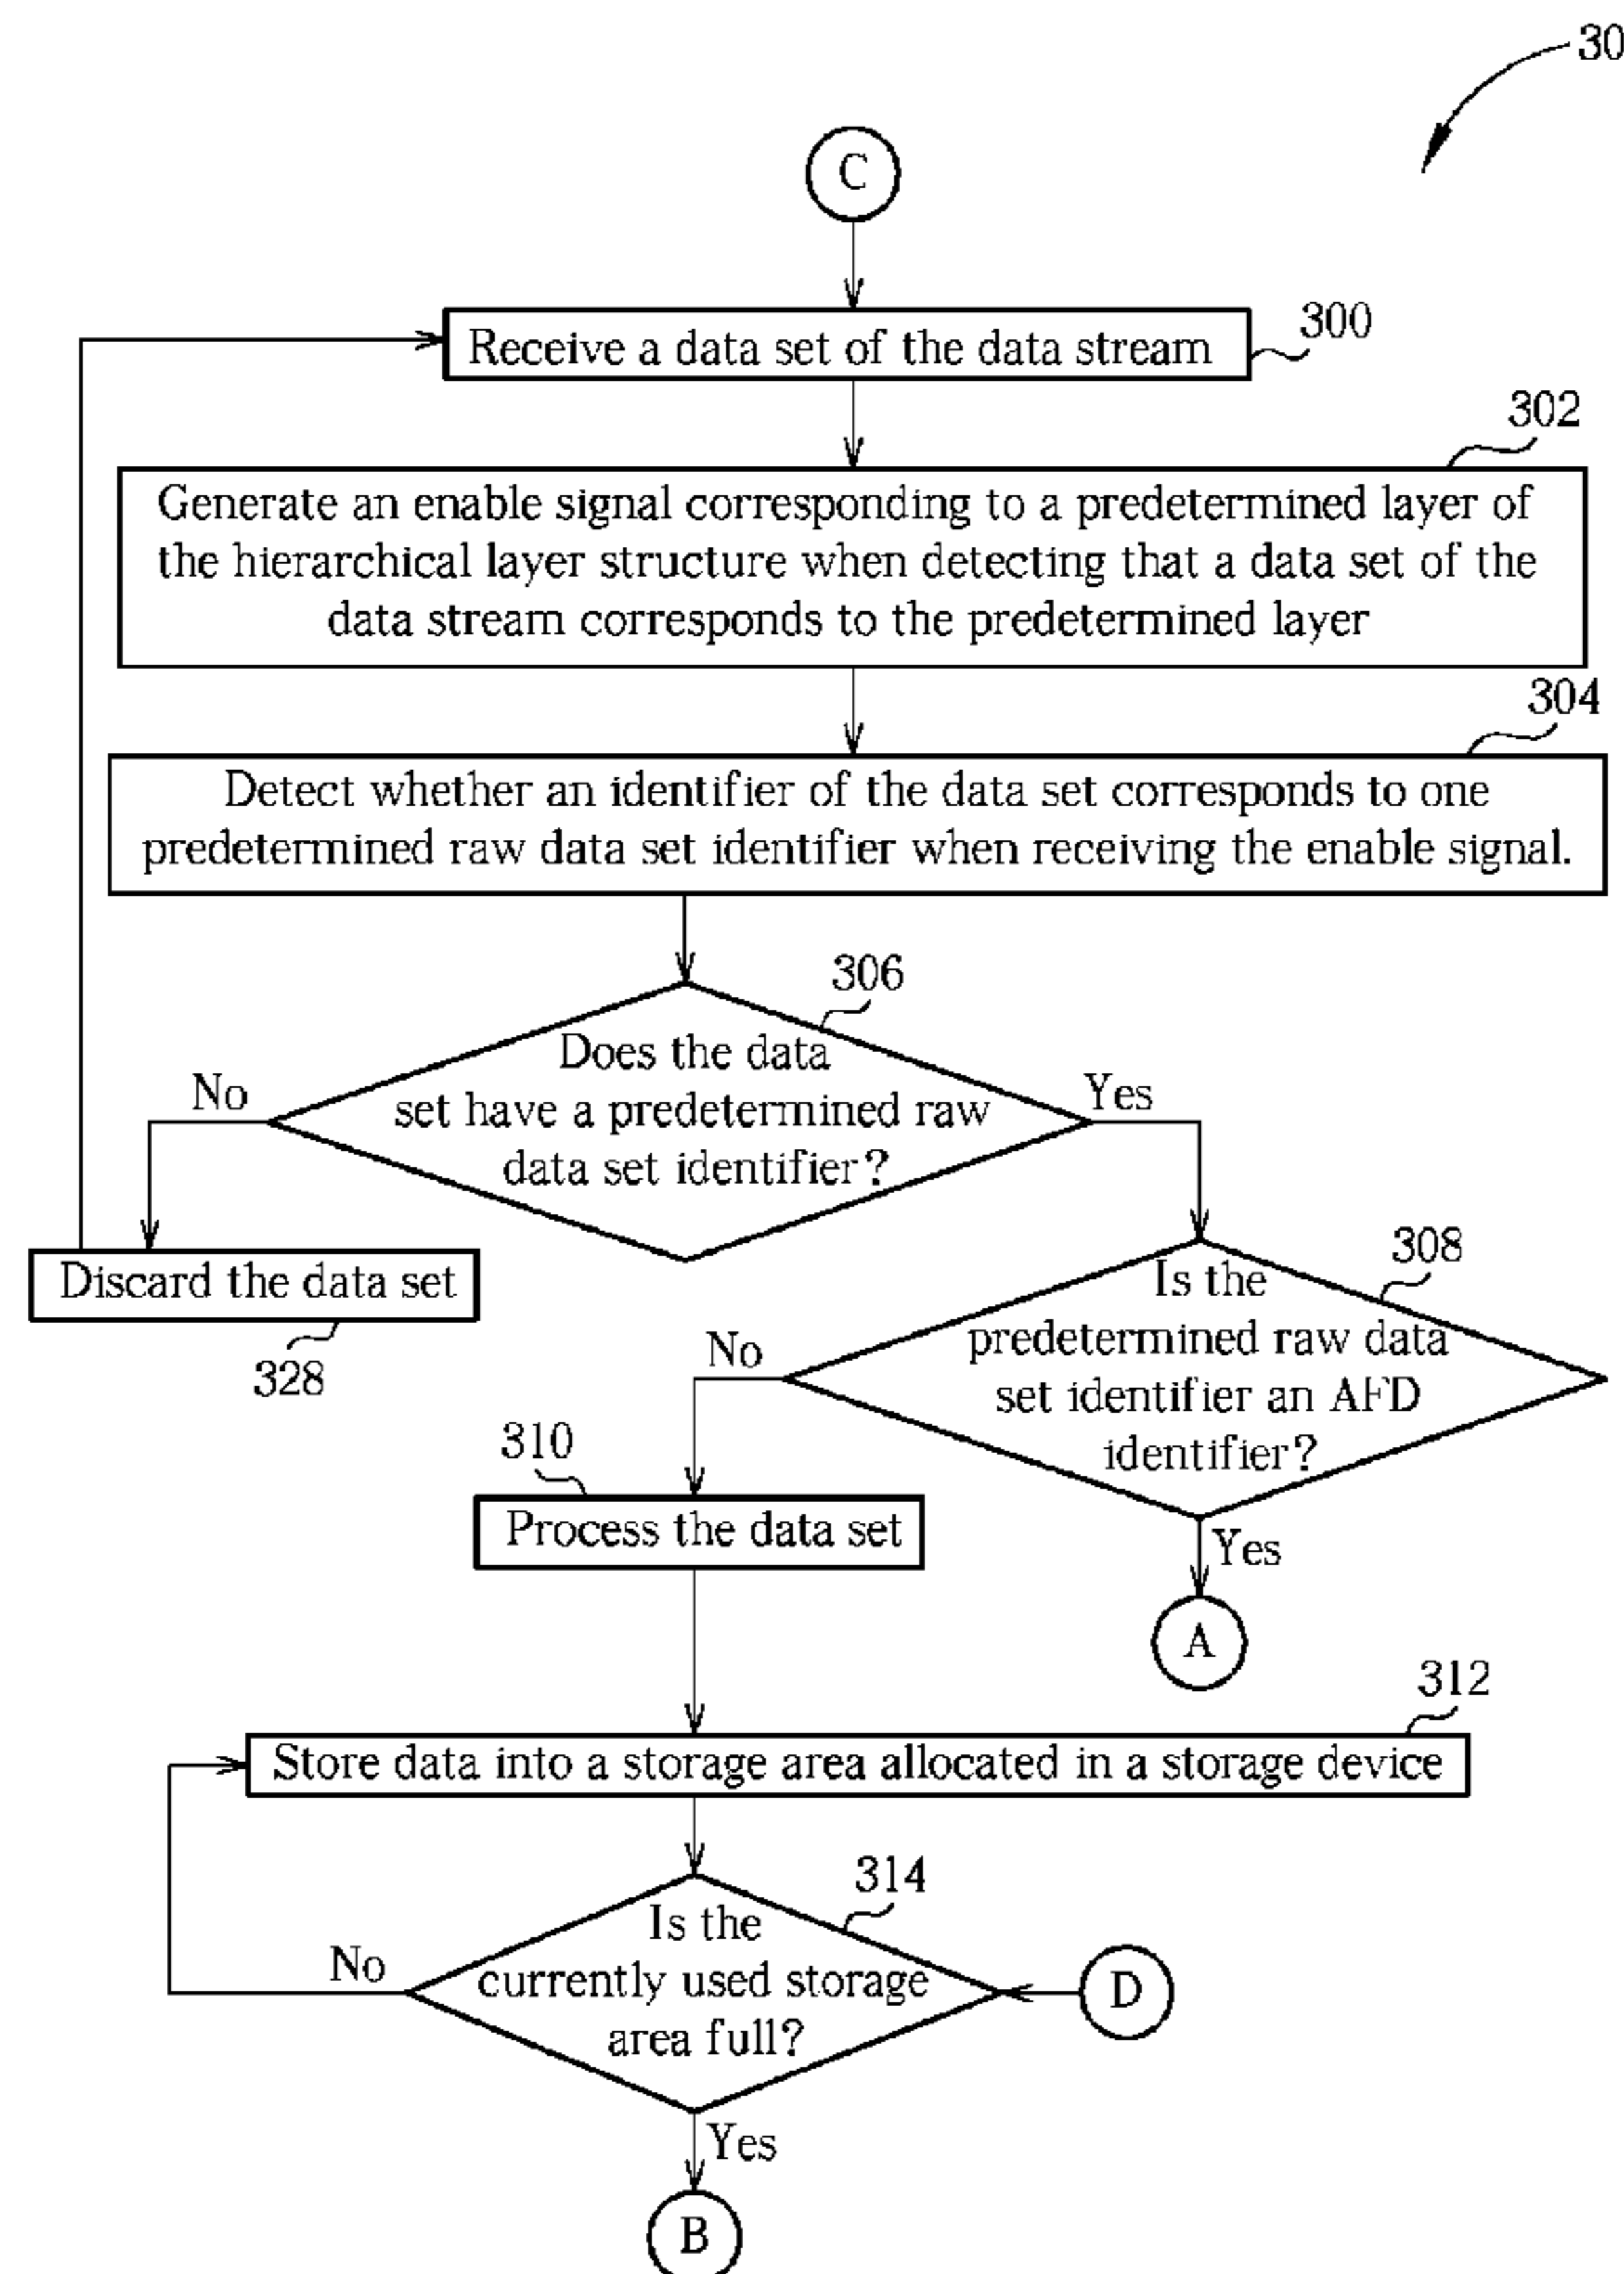 30
C
Receive a data set of the data stream
300
302
Generate an enable signal corresponding to a predetermined layer of
the hierarchical layer structure when detecting that a data set of the
data stream corresponds to the predetermined layer
304
Detect whether an identifier of the data set corresponds to one
predetermined raw data set identifier when receiving the enable signal.
306
Does the data
set have a predetermined raw
data set identifier?
No
Yes
Discard the data set
328
308
Is the
predetermined raw data
set identifier an AFD
identifier?
No
Yes
310
Process the data set
A
312
Store data into a storage area allocated in a storage device
314
Is the
currently used storage
area full?
No
D
Yes
B